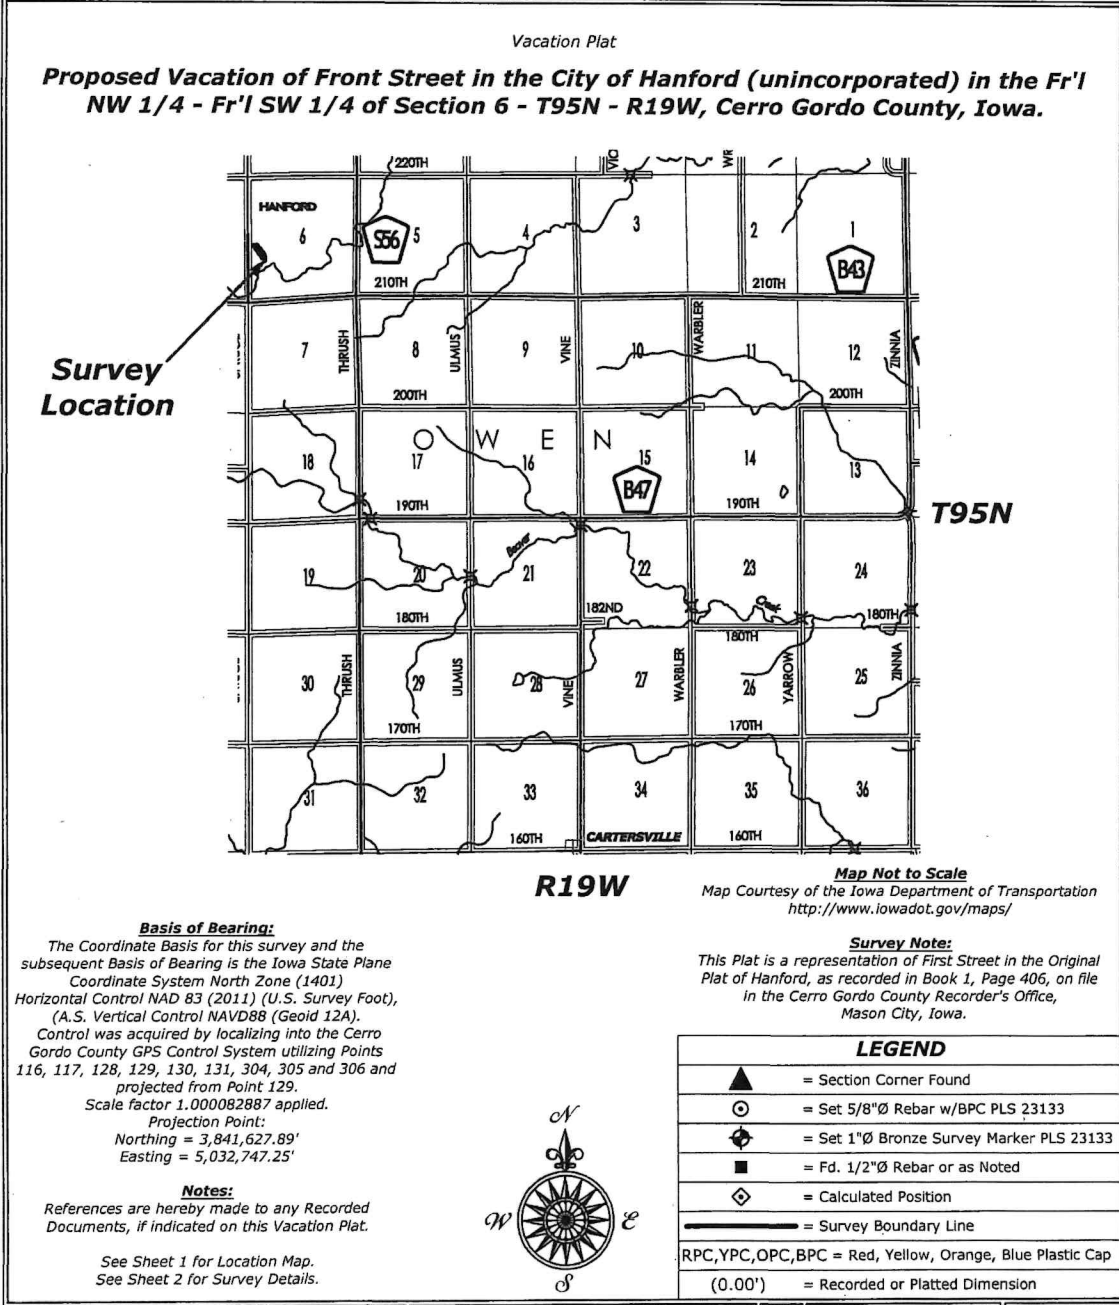 Vacation Plat
Proposed Vacation of Front Street in the City of Hanford (unincorporated) in the Fr'l
NW 1/4 - Fr'l SW 1/4 of Section 6 - T95N - R19W, Cerro Gordo County, Iowa.
220TH
HANFORD
6
S56
5
4
3
2
1
B43
210TH
210TH
Survey
Location
7
THRUSH
8
ULMUS
9
VINE
10
WARBLER
11
12
ZINNIA
200TH
200TH
OWEN
18
17
16
15
14
13
B47
190TH
190TH
T95N
19
20
Beaver
21
22
23
24
Creek
180TH
182ND
180TH
180TH
30
THRUSH
29
ULMUS
28
VINE
27
WARBLER
26
YARROW
25
ZINNIA
170TH
170TH
31
32
33
34
35
36
160TH
CARTERSVILLE
160TH
R19W
Map Not to Scale
Map Courtesy of the Iowa Department of Transportation
http://www.iowadot.gov/maps/
Basis of Bearing:
The Coordinate Basis for this survey and the
subsequent Basis of Bearing is the Iowa State Plane
Coordinate System North Zone (1401)
Horizontal Control NAD 83 (2011) (U.S. Survey Foot),
(A.S. Vertical Control NAVD88 (Geoid 12A).
Control was acquired by localizing into the Cerro
Gordo County GPS Control System utilizing Points
116, 117, 128, 129, 130, 131, 304, 305 and 306 and
projected from Point 129.
Scale factor 1.000082887 applied.
Projection Point:
Northing = 3,841,627.89'
Easting = 5,032,747.25'
Notes:
References are hereby made to any Recorded
Documents, if indicated on this Vacation Plat.
See Sheet 1 for Location Map.
See Sheet 2 for Survey Details.
Survey Note:
This Plat is a representation of First Street in the Original
Plat of Hanford, as recorded in Book 1, Page 406, on file
in the Cerro Gordo County Recorder's Office,
Mason City, Iowa.
N
W
E
S
LEGEND
= Section Corner Found
= Set 5/8"Ø Rebar w/BPC PLS 23133
= Set 1"Ø Bronze Survey Marker PLS 23133
= Fd. 1/2"Ø Rebar or as Noted
= Calculated Position
= Survey Boundary Line
RPC,YPC,OPC,BPC = Red, Yellow, Orange, Blue Plastic Cap
(0.00') = Recorded or Platted Dimension